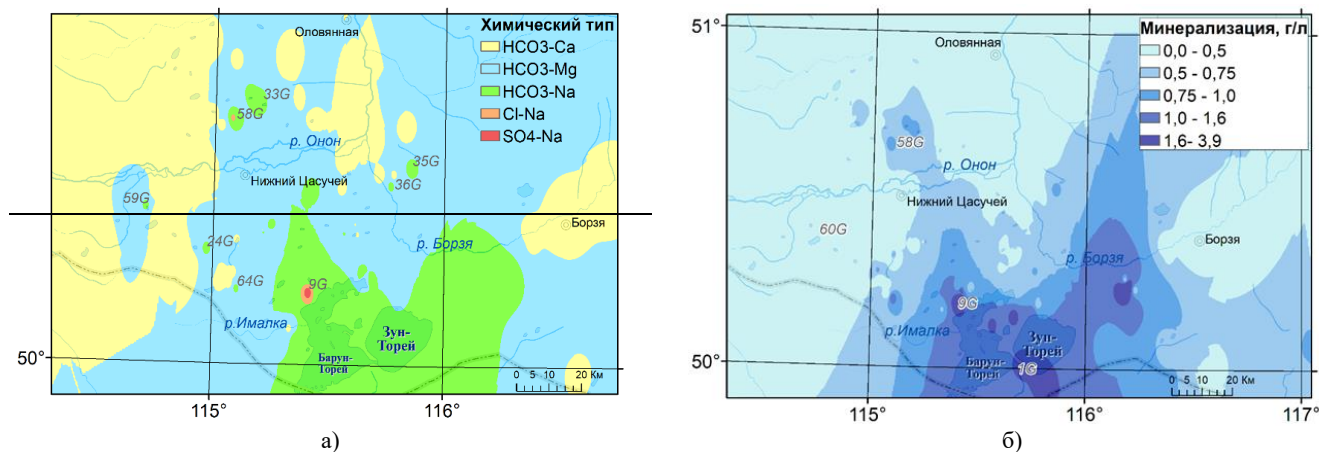 Химический тип
HCO3-Ca
HCO3-Mg
HCO3-Na
Cl-Na
SO4-Na
Оловянная
33G
58G
р. Онон
35G
36G
Нижний Цасучей
59G
Борзя
р. Борзя
24G
64G
9G
р.Ималка
Зун-
Торей
Барун-
Торей
50°
0 5 10 20 Км
115°
116°
а)
51°
Минерализация, г/л
0,0 - 0,5
0,5 - 0,75
0,75 - 1,0
1,0 - 1,6
1,6- 3,9
Оловянная
58G
р. Онон
Нижний Цасучей
60G
Борзя
р. Борзя
9G
р.Ималка
Зун-
Торей
Барун-
Торей
1G
50°
0 5 10 20 Км
115°
116°
117°
б)